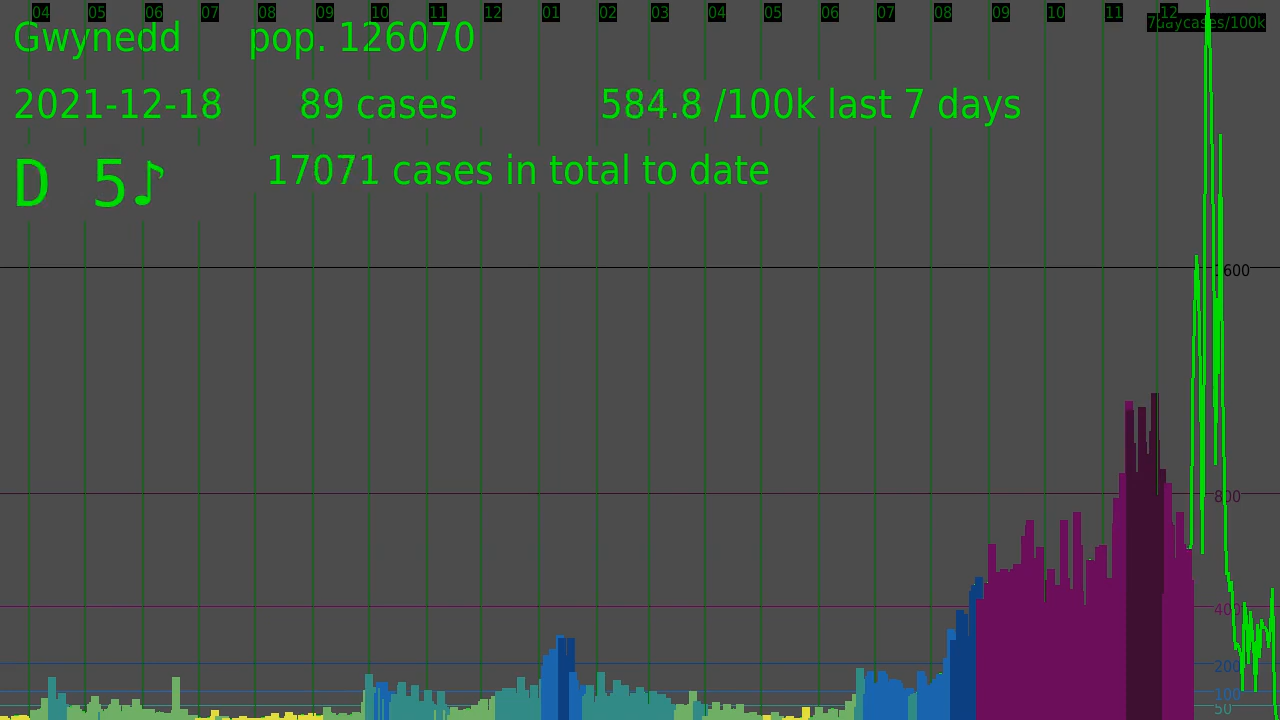 04 05 06 07 08 09 10 11 12 01 02 03 04 05 06 07 08 09 10 11 12
7daycases/100k
Gwynedd pop. 126070
2021-12-18 89 cases 584.8 /100k last 7 days
D 5♪ 17071 cases in total to date
1600
800
400
200
100
50